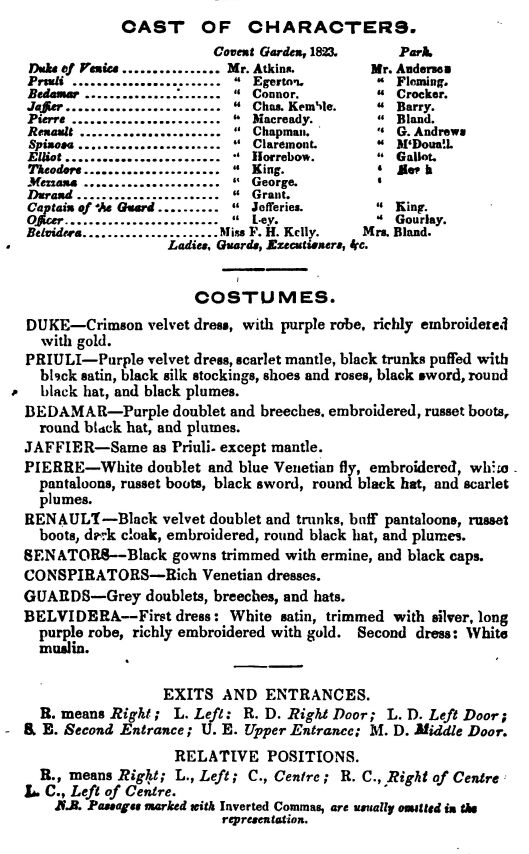 CAST OF CHARACTERS.
Covent Garden, 1823. Park.
Duke of Venice ................ Mr. Atkins. Mr. Anderson
Priuli ....................... " Egerton. " Fleming.
Bedamar ..................... " Connor. " Crocker.
Jaffier ....................... " Chas. Kemble. " Barry.
Pierre ....................... " Macready. " Bland.
Renault ..................... " Chapman. " G. Andrews
Spinosa ..................... " Claremont. " M'Douall.
Elliot ....................... " Horrebow. " Gallot.
Theodore .................... " King. "
Mezzana .................... " George. "
Durand ..................... " Grant.
Captain of the Guard .......... " Jefferies. " King.
Officer ...................... " Ley. " Gourlay.
Belvidera ..................... Miss F. H. Kelly. Mrs. Bland.
Ladies, Guards, Executioners, &c.
COSTUMES.
DUKE—Crimson velvet dress, with purple robe, richly embroidered
with gold.
PRIULI—Purple velvet dress, scarlet mantle, black trunks puffed with
black satin, black silk stockings, shoes and roses, black sword, round
black hat, and black plumes.
BEDAMAR—Purple doublet and breeches, embroidered, russet boots,
round black hat, and plumes.
JAFFIER—Same as Priuli. except mantle.
PIERRE—White doublet and blue Venetian fly, embroidered, white
pantaloons, russet boots, black sword, round black hat, and scarlet
plumes.
RENAULT—Black velvet doublet and trunks, buff pantaloons, russet
boots, dark cloak, embroidered, round black hat, and plumes.
SENATORS—Black gowns trimmed with ermine, and black caps.
CONSPIRATORS—Rich Venetian dresses.
GUARDS—Grey doublets, breeches, and hats.
BELVIDERA—First dress: White satin, trimmed with silver, long
purple robe, richly embroidered with gold. Second dress: White
muslin.
EXITS AND ENTRANCES.
R. means Right; L. Left: R. D. Right Door; L. D. Left Door;
S. E. Second Entrance; U. E. Upper Entrance; M. D. Middle Door.
RELATIVE POSITIONS.
R., means Right; L., Left; C., Centre; R. C., Right of Centre
L. C., Left of Centre.
N.B. Passages marked with Inverted Commas, are usually omitted in the
representation.